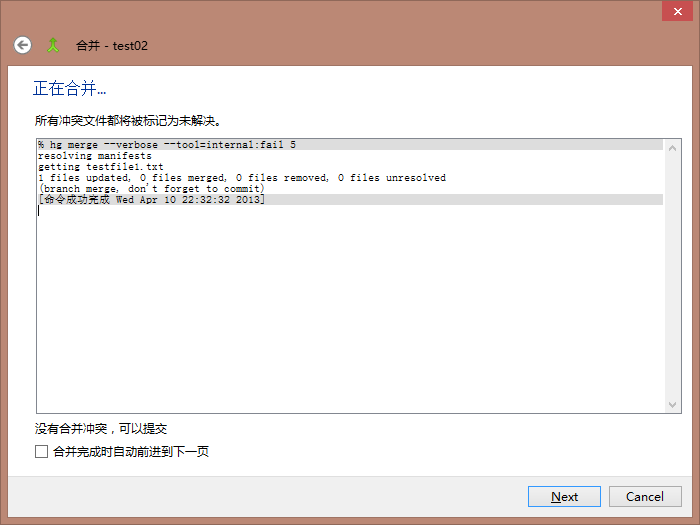 合并 - test02
正在合并...
所有冲突文件都将被标记为未解决。
% hg merge --verbose --tool=internal:fail 5
resolving manifests
getting testfile1.txt
1 files updated, 0 files merged, 0 files removed, 0 files unresolved
(branch merge, don't forget to commit)
[命令成功完成 Wed Apr 10 22:32:32 2013]
没有合并冲突，可以提交
合并完成时自动前进到下一页
Next
Cancel